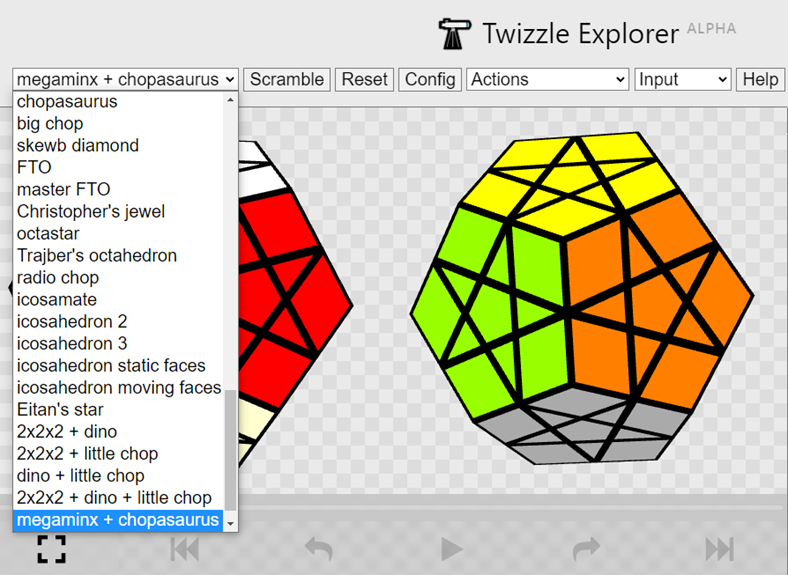 Twizzle Explorer ALPHA
megaminx + chopasaurus Scramble Reset Config Actions Input Help
chopasaurus
big chop
skewb diamond
FTO
master FTO
Christopher's jewel
octastar
Trajber's octahedron
radio chop
icosamate
icosahedron 2
icosahedron 3
icosahedron static faces
icosahedron moving faces
Eitan's star
2x2x2 + dino
2x2x2 + little chop
dino + little chop
2x2x2 + dino + little chop
megaminx + chopasaurus